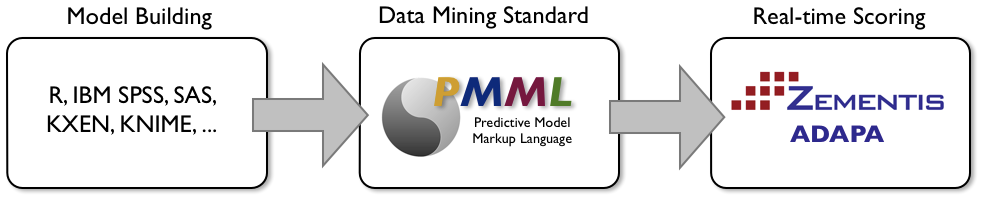 Model Building
Data Mining Standard
Real-time Scoring
R, IBM SPSS, SAS,
KXEN, KNIME, ...
PMML
Predictive Model
Markup Language
ZEMENTIS
ADAPA